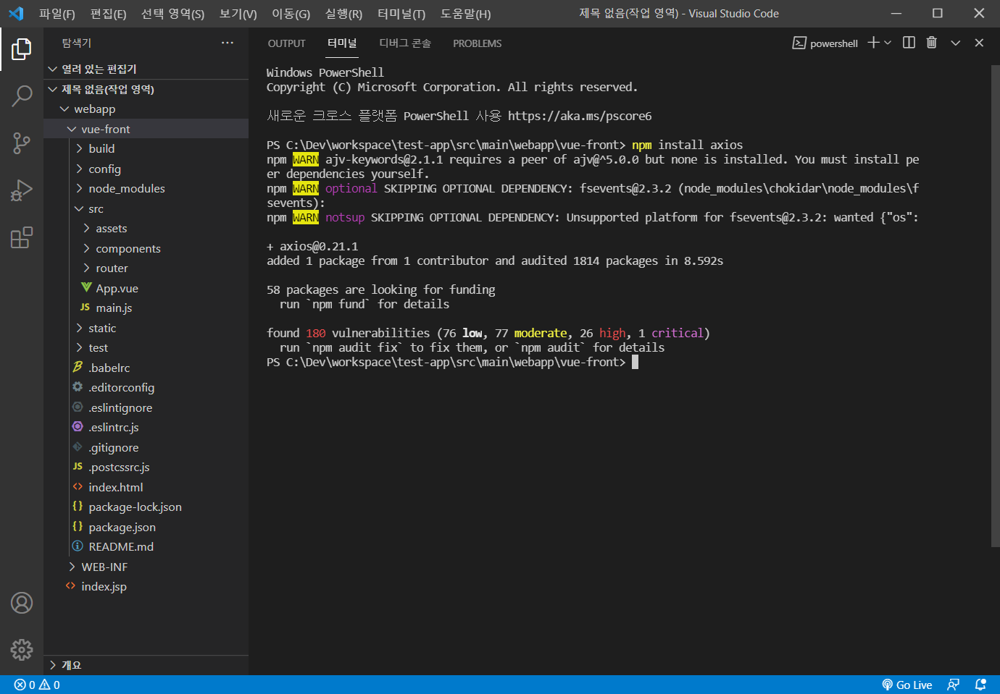 파일(F) 편집(E) 선택 영역(S) 보기(V) 이동(G) 실행(R) 터미널(T) 도움말(H) 제목 없음(작업 영역) - Visual Studio Code
탐색기 ···
열려 있는 편집기
제목 없음(작업 영역)
webapp
vue-front
build
config
node_modules
src
assets
components
router
App.vue
JS main.js
static
test
.babelrc
.editorconfig
.eslintignore
.eslintrc.js
.gitignore
JS .postcssrc.js
index.html
package-lock.json
package.json
README.md
WEB-INF
index.jsp
개요
OUTPUT 터미널 디버그 콘솔 PROBLEMS powershell
Windows PowerShell
Copyright (C) Microsoft Corporation. All rights reserved.
새로운 크로스 플랫폼 PowerShell 사용 https://aka.ms/pscore6
PS C:\Dev\workspace\test-app\src\main\webapp\vue-front> npm install axios
npm WARN ajv-keywords@2.1.1 requires a peer of ajv@^5.0.0 but none is installed. You must install pe
er dependencies yourself.
npm WARN optional SKIPPING OPTIONAL DEPENDENCY: fsevents@2.3.2 (node_modules\chokidar\node_modules\f
sevents):
npm WARN notsup SKIPPING OPTIONAL DEPENDENCY: Unsupported platform for fsevents@2.3.2: wanted {"os":
+ axios@0.21.1
added 1 package from 1 contributor and audited 1814 packages in 8.592s
58 packages are looking for funding
run `npm fund` for details
found 180 vulnerabilities (76 low, 77 moderate, 26 high, 1 critical)
run `npm audit fix` to fix them, or `npm audit` for details
PS C:\Dev\workspace\test-app\src\main\webapp\vue-front>
0 0 Go Live